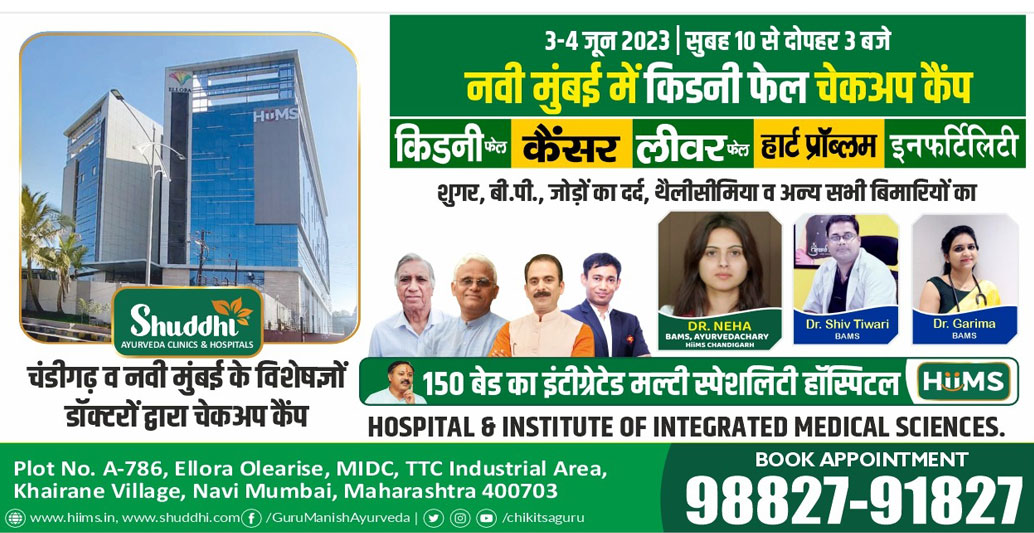 3-4 जून 2023 | सुबह 10 से दोपहर 3 बजे
नवी मुंबई में किडनी फेल चेकअप कैंप
किडनी फेल कैंसर लीवर फेल हार्ट प्रॉब्लम इनफर्टिलिटी
शुगर, बी.पी., जोड़ों का दर्द, थैलीसीमिया व अन्य सभी बिमारियों का
ELLORA
HiiMS
Shuddhi
AYURVEDA CLINICS & HOSPITALS
चंडीगढ़ व नवी मुंबई के विशेषज्ञों
डॉक्टरों द्वारा चेकअप कैंप
DR. NEHA
BAMS, AYURVEDACHARY
HiiMS CHANDIGARH
Dr. Shiv Tiwari
BAMS
Dr. Garima
BAMS
150 बेड का इंटीग्रेटेड मल्टी स्पेशलिटी हॉस्पिटल
HiiMS
HOSPITAL & INSTITUTE OF INTEGRATED MEDICAL SCIENCES.
Plot No. A-786, Ellora Olearise, MIDC, TTC Industrial Area,
Khairane Village, Navi Mumbai, Maharashtra 400703
www.hiims.in, www.shuddhi.com /GuruManishAyurveda | /chikitsaguru
BOOK APPOINTMENT
98827-91827